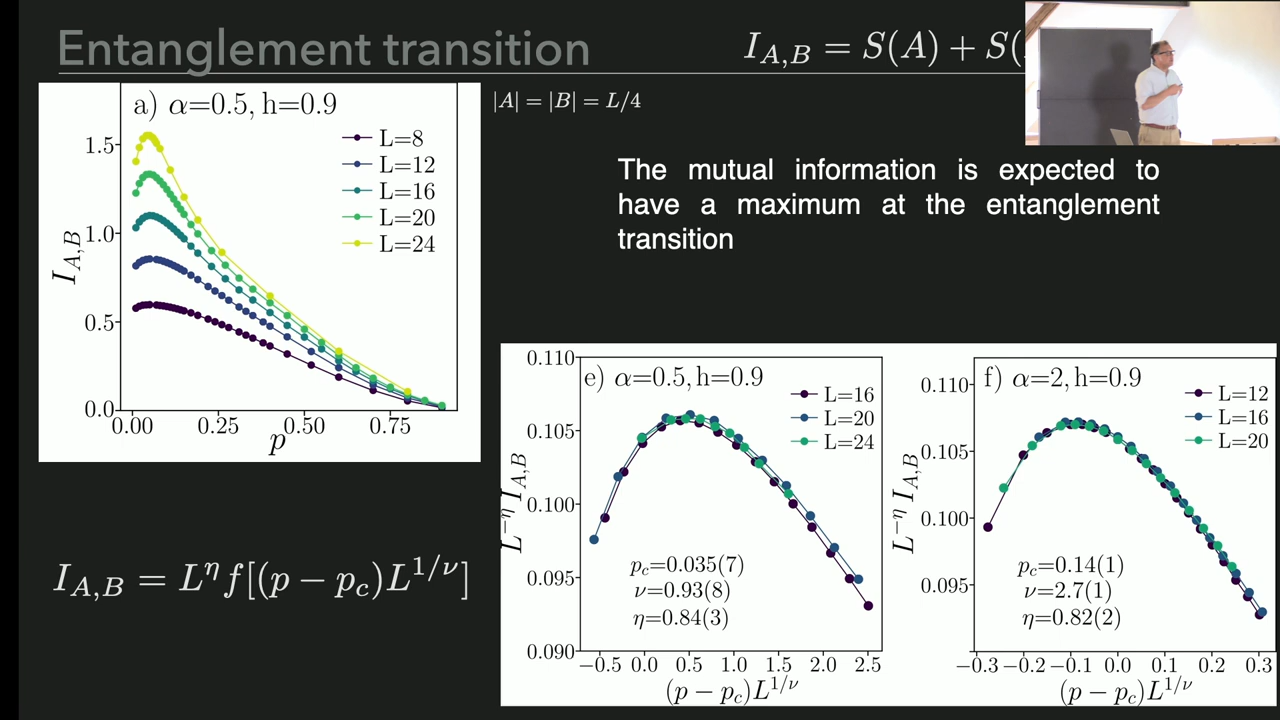 Entanglement transition
I_{A,B} = S(A) + S(
|A| = |B| = L/4
a) α=0.5, h=0.9
L=8
L=12
L=16
L=20
L=24
1.5
1.0
0.5
0.0
I_{A,B}
0.00 0.25 0.50 0.75
p
The mutual information is expected to
have a maximum at the entanglement
transition
I_{A,B} = L^η f[(p − p_c)L^{1/ν}]
e) α=0.5, h=0.9
L=16
L=20
L=24
0.110
0.105
0.100
0.095
0.090
L^{−η} I_{A,B}
p_c=0.035(7)
ν=0.93(8)
η=0.84(3)
−0.5 0.0 0.5 1.0 1.5 2.0 2.5
(p − p_c)L^{1/ν}
f) α=2, h=0.9
L=12
L=16
L=20
0.110
0.105
0.100
0.095
L^{−η} I_{A,B}
p_c=0.14(1)
ν=2.7(1)
η=0.82(2)
−0.3 −0.2 −0.1 0.0 0.1 0.2 0.3
(p − p_c)L^{1/ν}